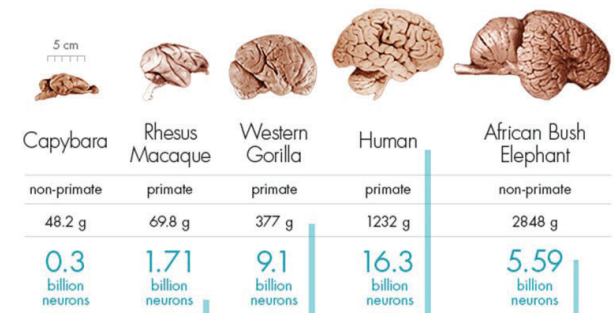 5 cm
Capybara
Rhesus
Macaque
Western
Gorilla
Human
African Bush
Elephant
non-primate
primate
primate
primate
non-primate
48.2 g
69.8 g
377 g
1232 g
2848 g
0.3
billion
neurons
1.71
billion
neurons
9.1
billion
neurons
16.3
billion
neurons
5.59
billion
neurons